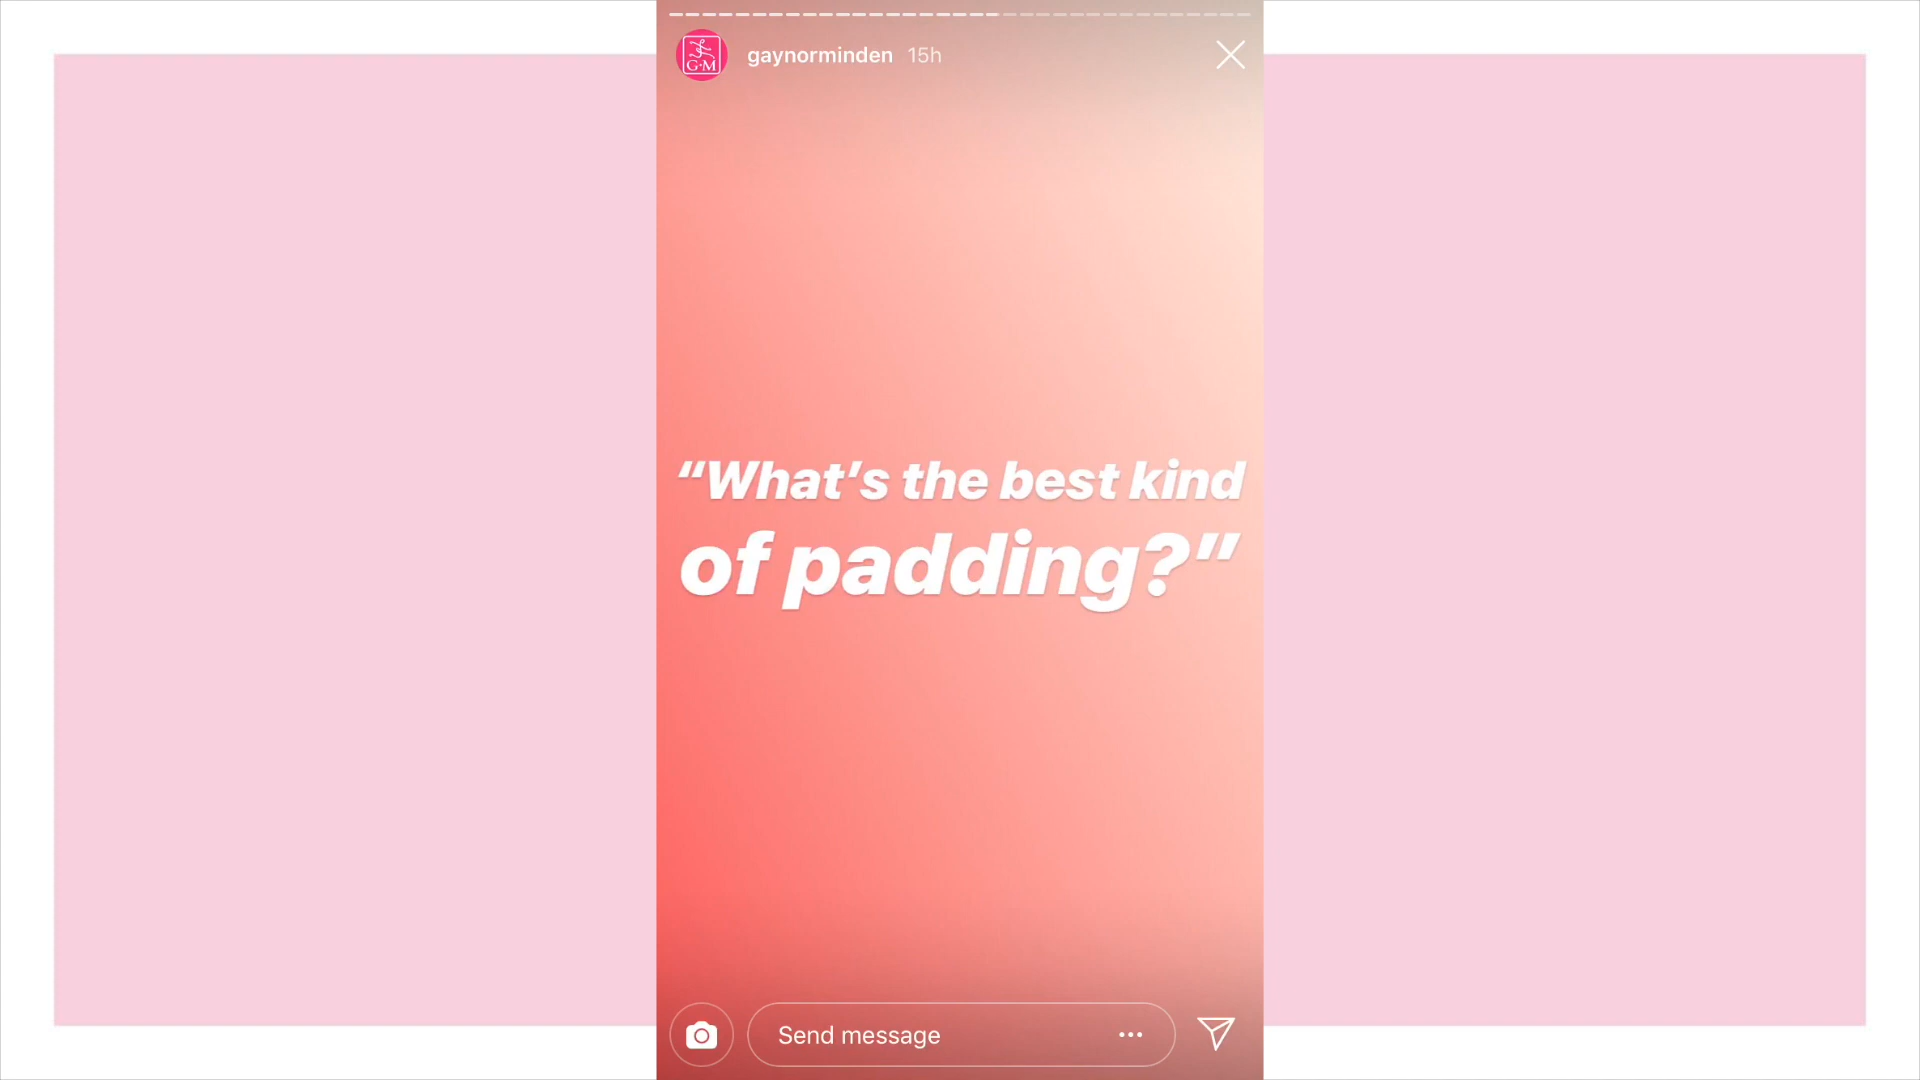 G·M
gaynorminden 15h
“What’s the best kind
of padding?”
Send message